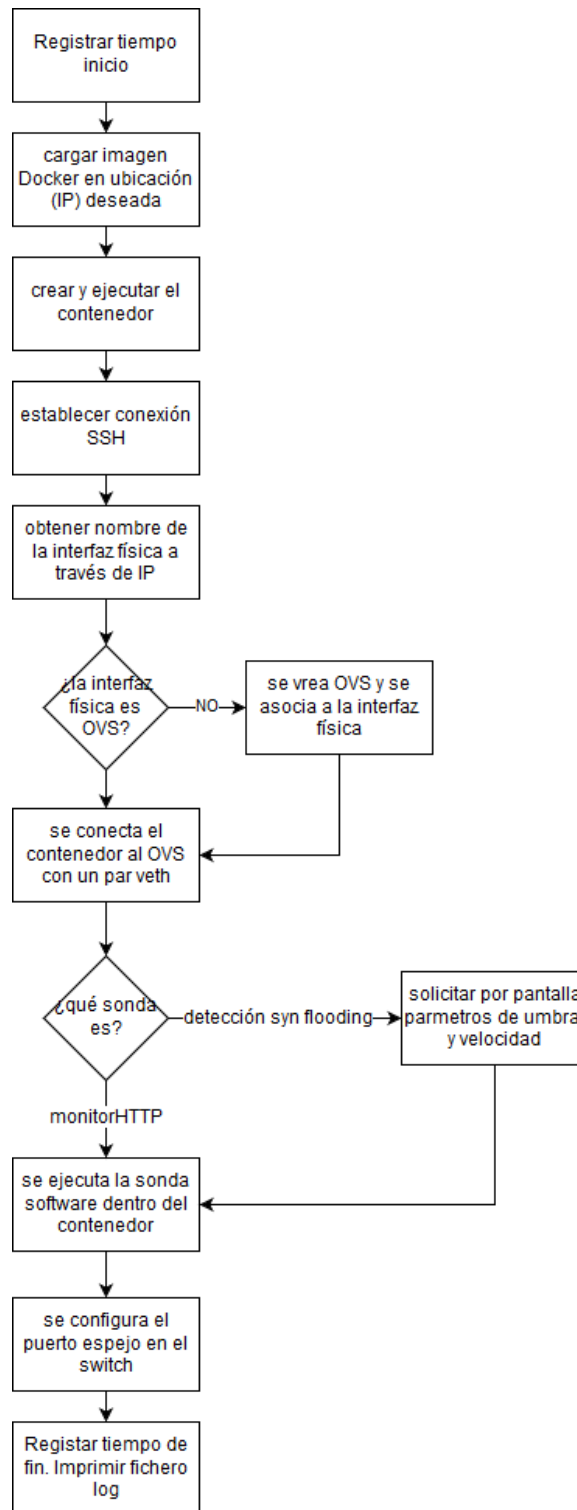 Registrar tiempo
inicio
cargar imagen
Docker en ubicación
(IP) deseada
crear y ejecutar el
contenedor
establecer conexión
SSH
obtener nombre de
la interfaz física a
través de IP
¿la interfaz
física es
OVS?
NO
se vrea OVS y se
asocia a la interfaz
física
se conecta el
contenedor al OVS
con un par veth
¿qué sonda
es?
detección syn flooding
solicitar por pantalla
parmetros de umbra
y velocidad
monitorHTTP
se ejecuta la sonda
software dentro del
contenedor
se configura el
puerto espejo en el
switch
Registar tiempo de
fin. Imprimir fichero
log